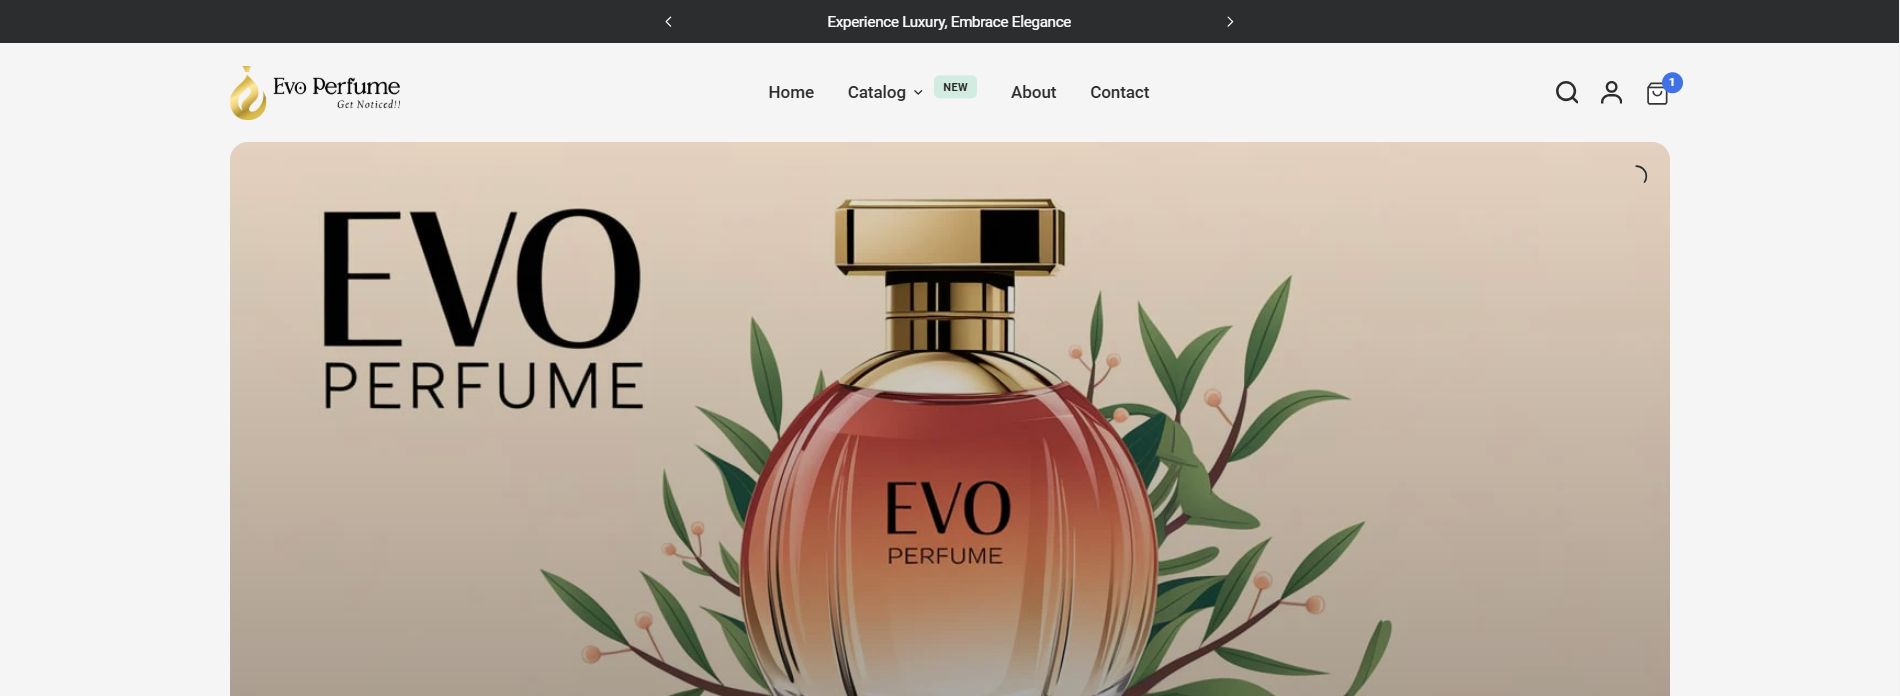 Experience Luxury, Embrace Elegance
Evo Perfume
Get Noticed!!
Home
Catalog
NEW
About
Contact
1
EVO
PERFUME
EVO
PERFUME